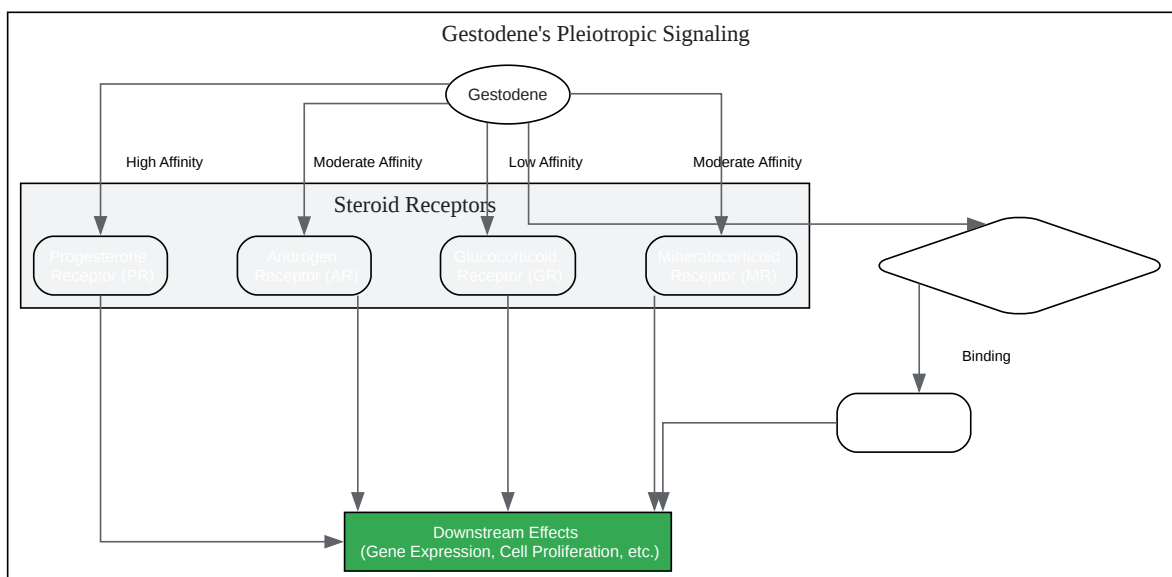 Gestodene's Pleiotropic Signaling
Gestodene
High Affinity
Moderate Affinity
Low Affinity
Moderate Affinity
Steroid Receptors
Progesterone
Receptor (PR)
Androgen
Receptor (AR)
Glucocorticoid
Receptor (GR)
Mineralocorticoid
Receptor (MR)
Binding
Downstream Effects
(Gene Expression, Cell Proliferation, etc.)